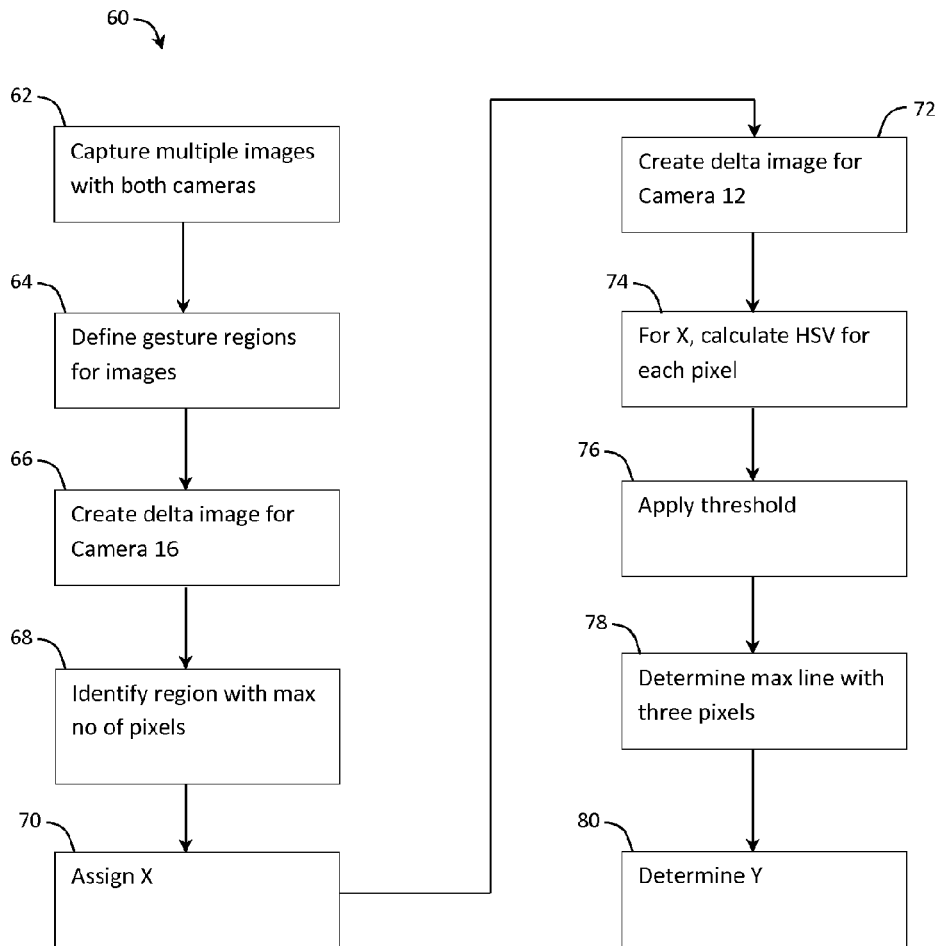 60
62
Capture multiple images
with both cameras
64
Define gesture regions
for images
66
Create delta image for
Camera 16
68
Identify region with max
no of pixels
70
Assign X
72
Create delta image for
Camera 12
74
For X, calculate HSV for
each pixel
76
Apply threshold
78
Determine max line with
three pixels
80
Determine Y